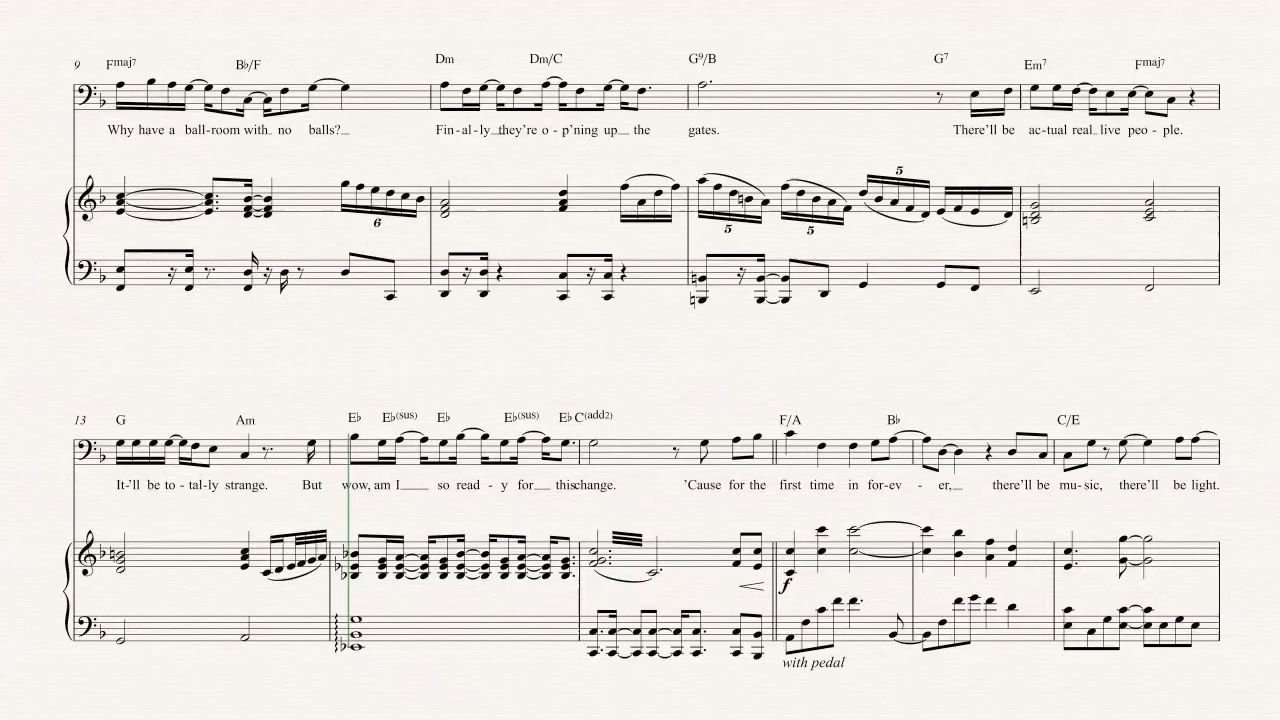 9 Fmaj7 B♭/F Dm Dm/C G9/B G7 Em7 Fmaj7
Why have a ball-room with no balls? Fin-al-ly they're o-p'ning up the gates. There'll be ac-tual real live peo-ple.
6 5 5 5
13 G Am E♭ E♭(sus) E♭ E♭(sus) E♭ C(add2) F/A B♭ C/E
It-'ll be to-tal-ly strange. But wow, am I so read-y for this change. 'Cause for the first time in for-ev-er, there'll be mu-sic, there'll be light.
f
with pedal